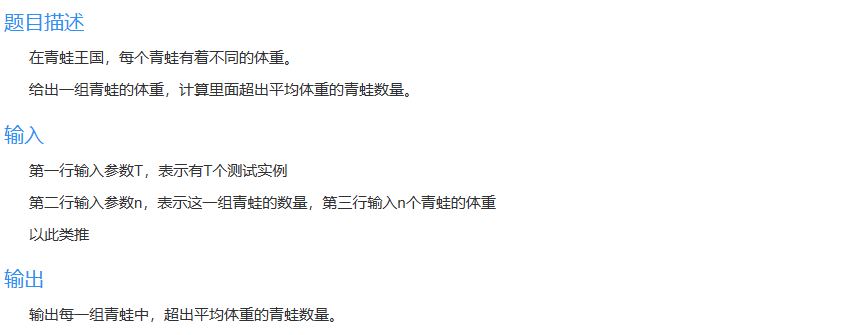 题目描述
在青蛙王国，每个青蛙有着不同的体重。
给出一组青蛙的体重，计算里面超出平均体重的青蛙数量。
输入
第一行输入参数T，表示有T个测试实例
第二行输入参数n，表示这一组青蛙的数量，第三行输入n个青蛙的体重
以此类推
输出
输出每一组青蛙中，超出平均体重的青蛙数量。